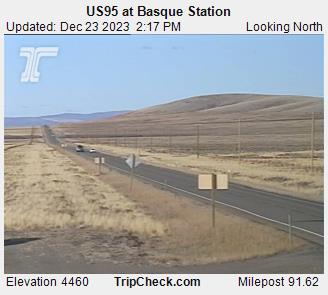 US95 at Basque Station
Updated: Dec 23 2023 2:17 PM Looking North
Elevation 4460 TripCheck.com Milepost 91.62